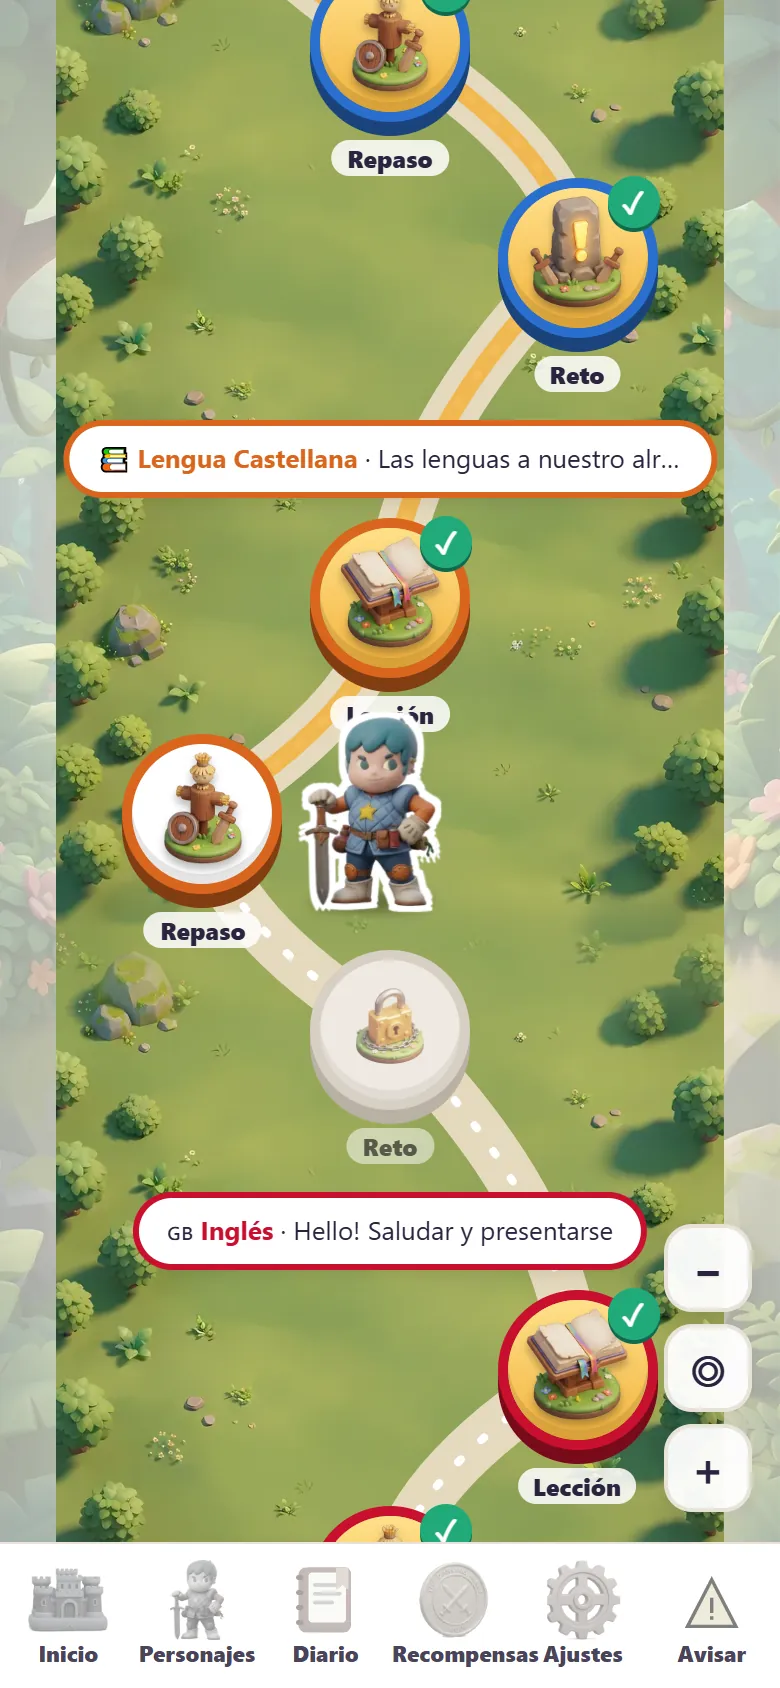 Repaso
Reto
Lengua Castellana · Las lenguas a nuestro alr...
Lección
Repaso
Reto
GB Inglés · Hello! Saludar y presentarse
Lección
Inicio
Personajes
Diario
Recompensas
Ajustes
Avisar